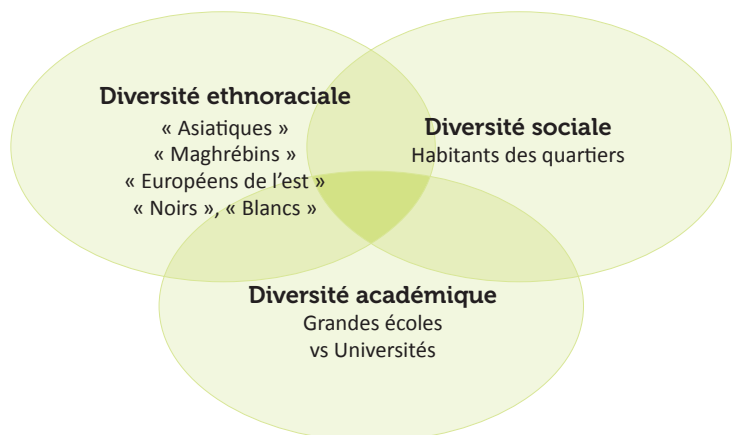 Diversité ethnoraciale
« Asiatiques »
« Maghrébins »
« Européens de l’est »
« Noirs », « Blancs »
Diversité sociale
Habitants des quartiers
Diversité académique
Grandes écoles
vs Universités